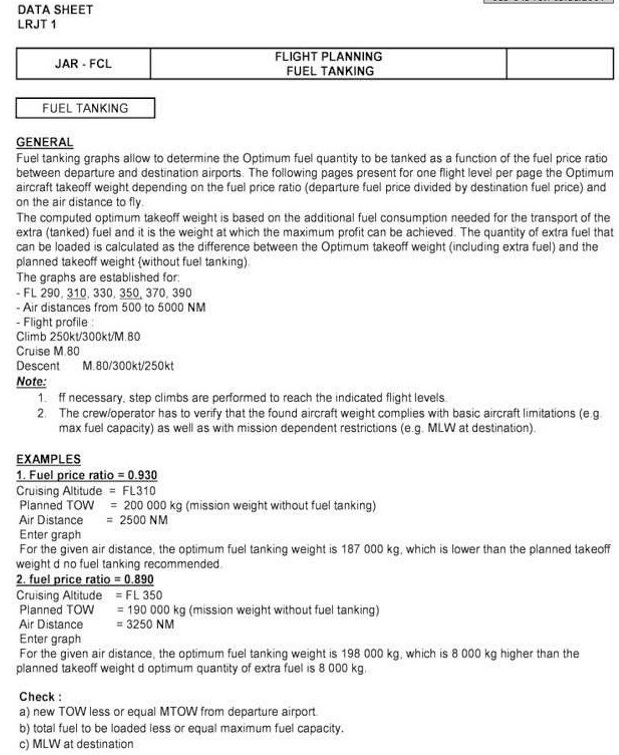 DATA SHEET
LRJT 1
JAR - FCL
FLIGHT PLANNING
FUEL TANKING
FUEL TANKING
GENERAL
Fuel tanking graphs allow to determine the Optimum fuel quantity to be tanked as a function of the fuel price ratio
between departure and destination airports. The following pages present for one flight level per page the Optimum
aircraft takeoff weight depending on the fuel price ratio (departure fuel price divided by destination fuel price) and
on the air distance to fly.
The computed optimum takeoff weight is based on the additional fuel consumption needed for the transport of the
extra (tanked) fuel and it is the weight at which the maximum profit can be achieved. The quantity of extra fuel that
can be loaded is calculated as the difference between the Optimum takeoff weight (including extra fuel) and the
planned takeoff weight {without fuel tanking).
The graphs are established for:
- FL 290, 310, 330, 350, 370, 390
- Air distances from 500 to 5000 NM
- Flight profile :
Climb 250kt/300kt/M.80
Cruise M.80
Descent M.80/300kt/250kt
Note:
1. ff necessary, step climbs are performed to reach the indicated flight levels.
2. The crew/operator has to verify that the found aircraft weight complies with basic aircraft limitations (e.g.
max fuel capacity) as well as with mission dependent restrictions (e.g. MLW at destination).
EXAMPLES
1. Fuel price ratio = 0.930
Cruising Altitude = FL310
Planned TOW = 200 000 kg (mission weight without fuel tanking)
Air Distance = 2500 NM
Enter graph
For the given air distance, the optimum fuel tanking weight is 187 000 kg, which is lower than the planned takeoff
weight d no fuel tanking recommended.
2. fuel price ratio = 0.890
Cruising Altitude = FL 350
Planned TOW = 190 000 kg (mission weight without fuel tanking)
Air Distance = 3250 NM
Enter graph
For the given air distance, the optimum fuel tanking weight is 198 000 kg, which is 8 000 kg higher than the
planned takeoff weight d optimum quantity of extra fuel is 8 000 kg.
Check :
a) new TOW less or equal MTOW from departure airport.
b) total fuel to be loaded less or equal maximum fuel capacity.
c) MLW at destination